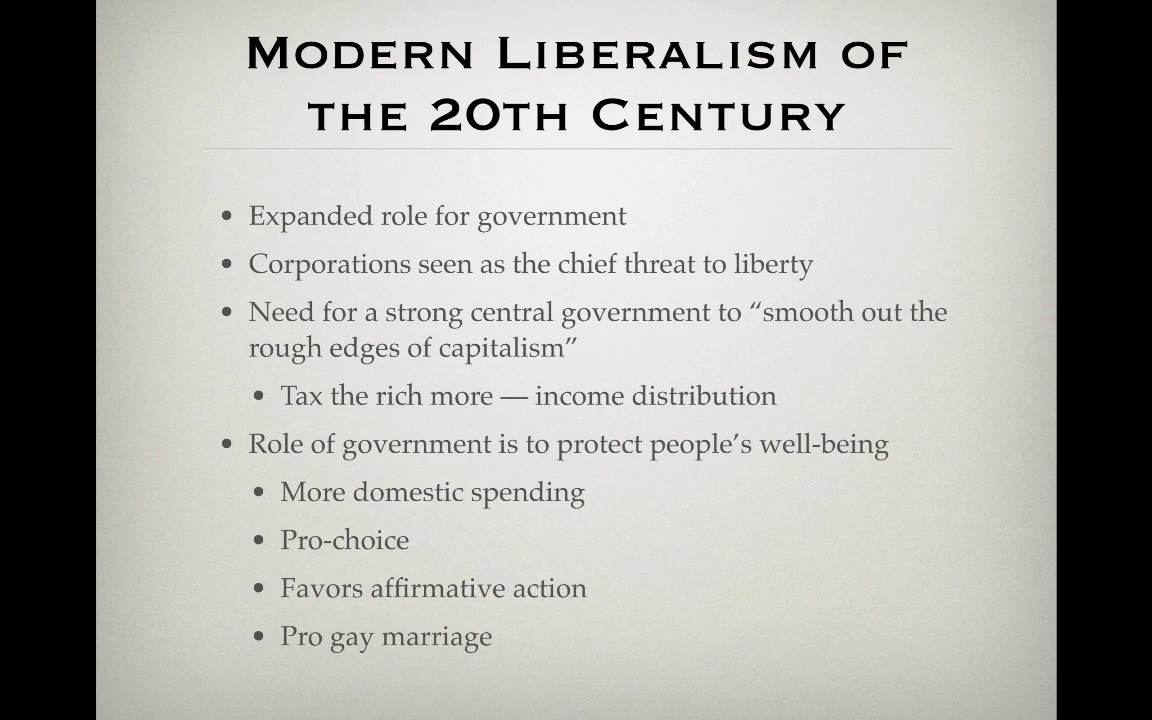 Modern Liberalism of
the 20th Century
• Expanded role for government
• Corporations seen as the chief threat to liberty
• Need for a strong central government to “smooth out the
rough edges of capitalism”
• Tax the rich more — income distribution
• Role of government is to protect people’s well-being
• More domestic spending
• Pro-choice
• Favors affirmative action
• Pro gay marriage